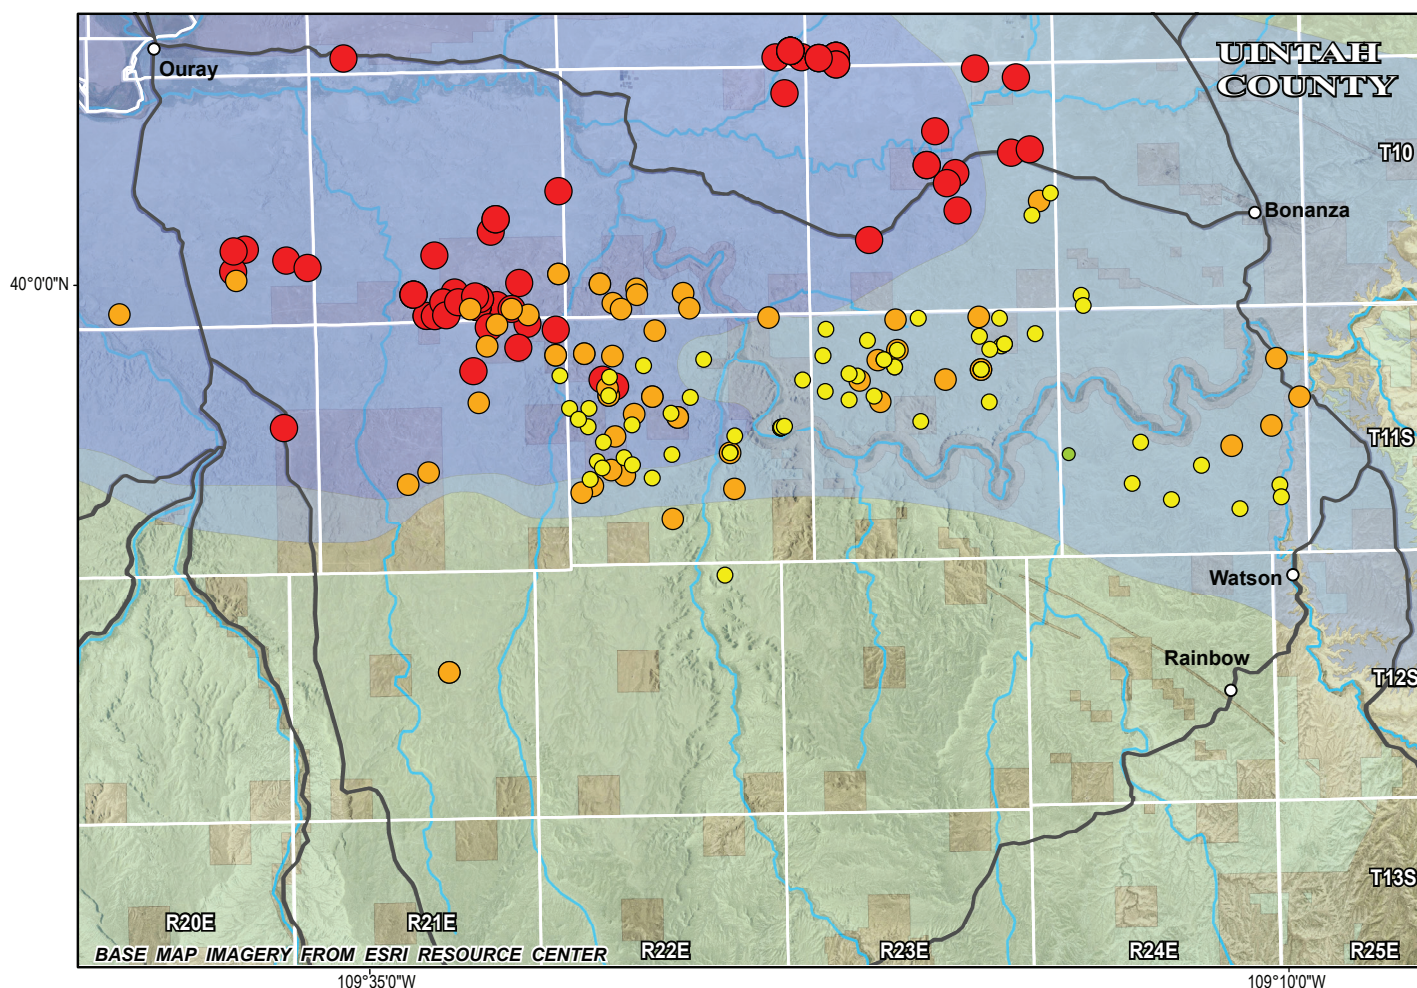 UINTAH
COUNTY
Ouray
T10
Bonanza
40°0'0"N
T11S
Watson
Rainbow
T12S
T13S
R20E
R21E
R22E
R23E
R24E
R25E
BASE MAP IMAGERY FROM ESRI RESOURCE CENTER
109°35'0"W
109°10'0"W